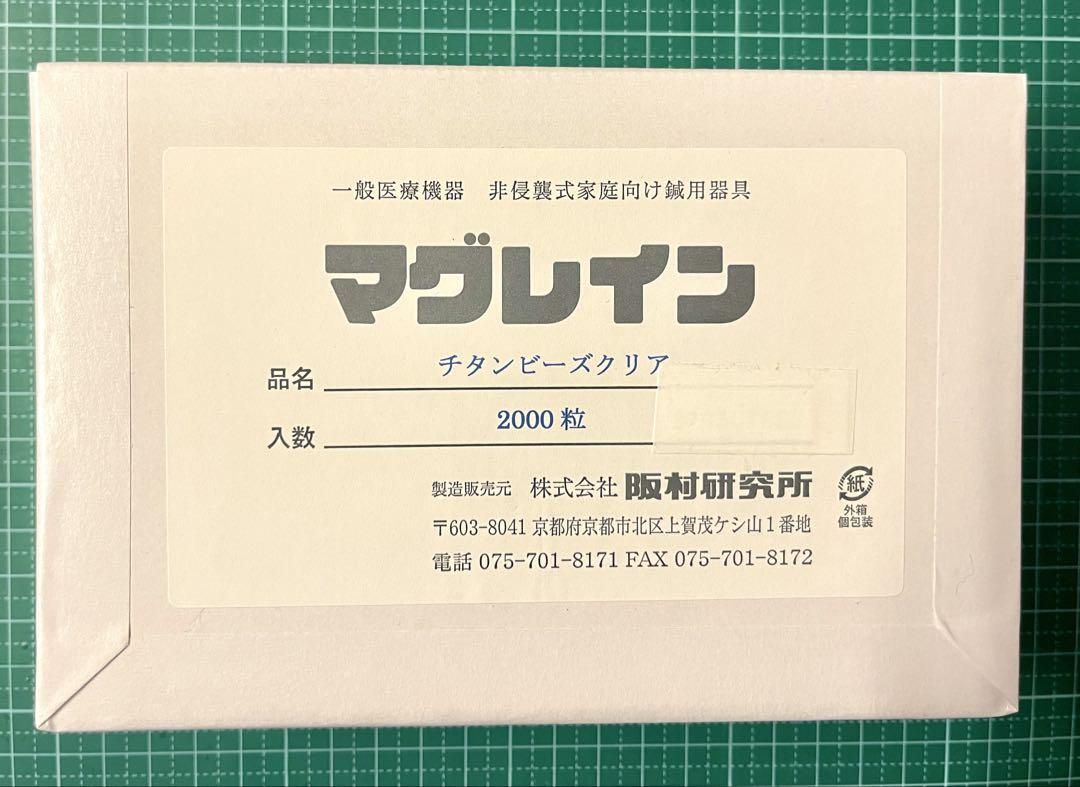 一般医療機器 非侵襲式家庭向け鍼用器具
マグレイン
品名 チタンビーズクリア
入数 2000粒
製造販売元 株式会社 阪村研究所
〒603-8041 京都府京都市北区上賀茂ケシ山1番地
電話 075-701-8171 FAX 075-701-8172
紙
外箱
個包装